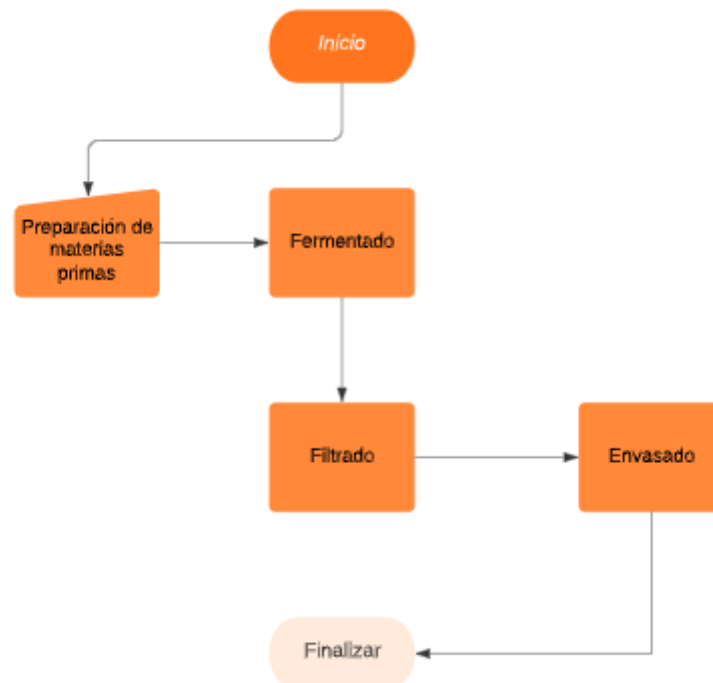 Inicio
Preparación de
materias
primas
Fermentado
Filtrado
Envasado
Finalizar